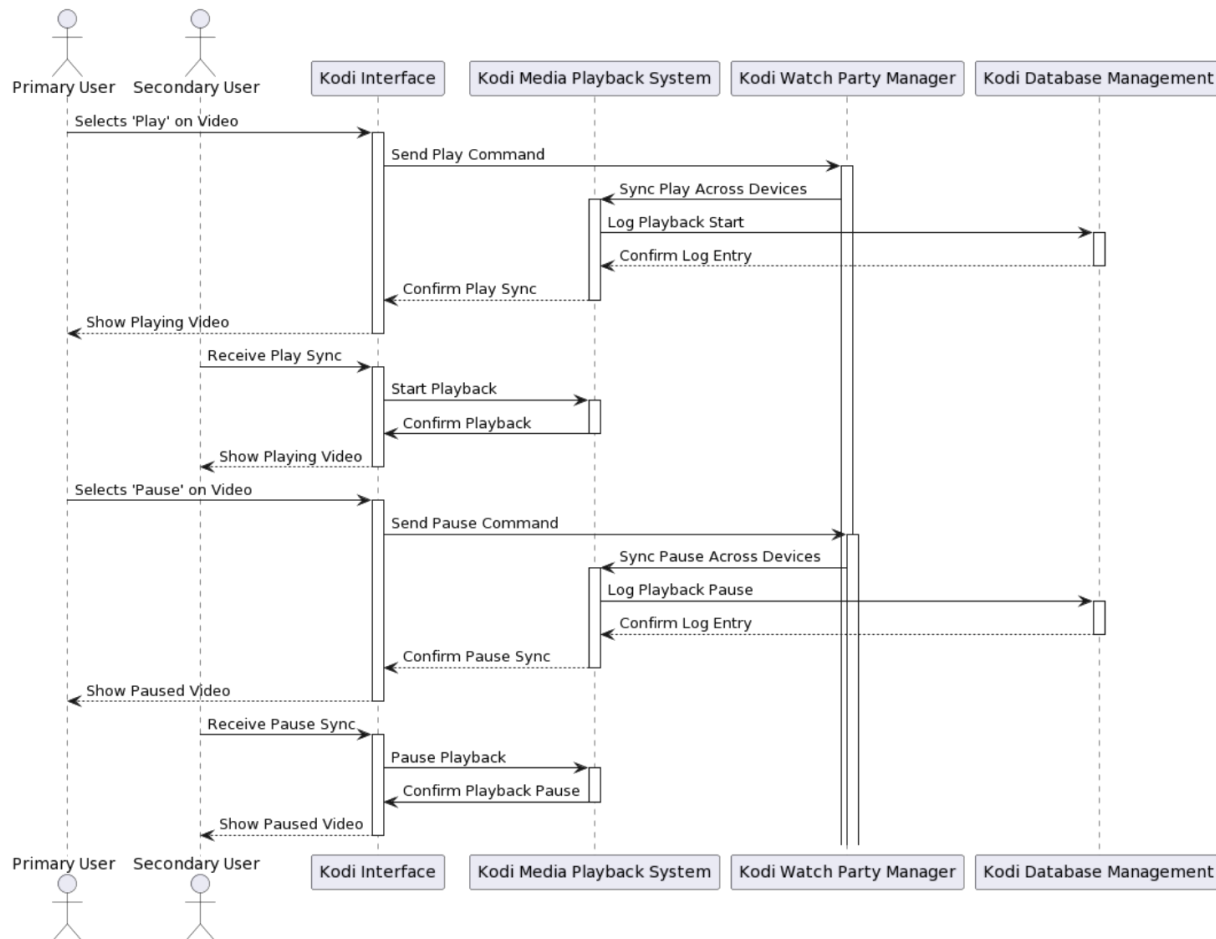 Primary User
Secondary User
Kodi Interface
Kodi Media Playback System
Kodi Watch Party Manager
Kodi Database Management
Selects 'Play' on Video
Send Play Command
Sync Play Across Devices
Log Playback Start
Confirm Log Entry
Confirm Play Sync
Show Playing Video
Receive Play Sync
Start Playback
Confirm Playback
Show Playing Video
Selects 'Pause' on Video
Send Pause Command
Sync Pause Across Devices
Log Playback Pause
Confirm Log Entry
Confirm Pause Sync
Show Paused Video
Receive Pause Sync
Pause Playback
Confirm Playback Pause
Show Paused Video
Primary User
Secondary User
Kodi Interface
Kodi Media Playback System
Kodi Watch Party Manager
Kodi Database Management